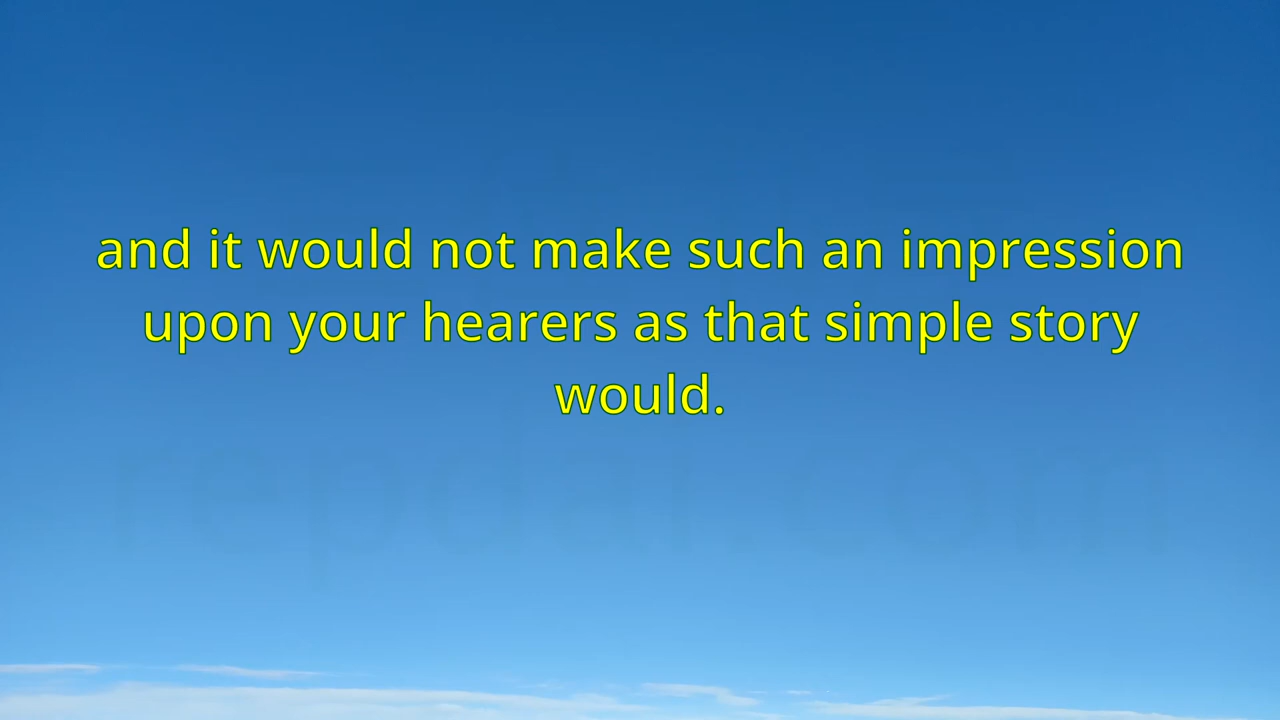 and it would not make such an impression
upon your hearers as that simple story
would.